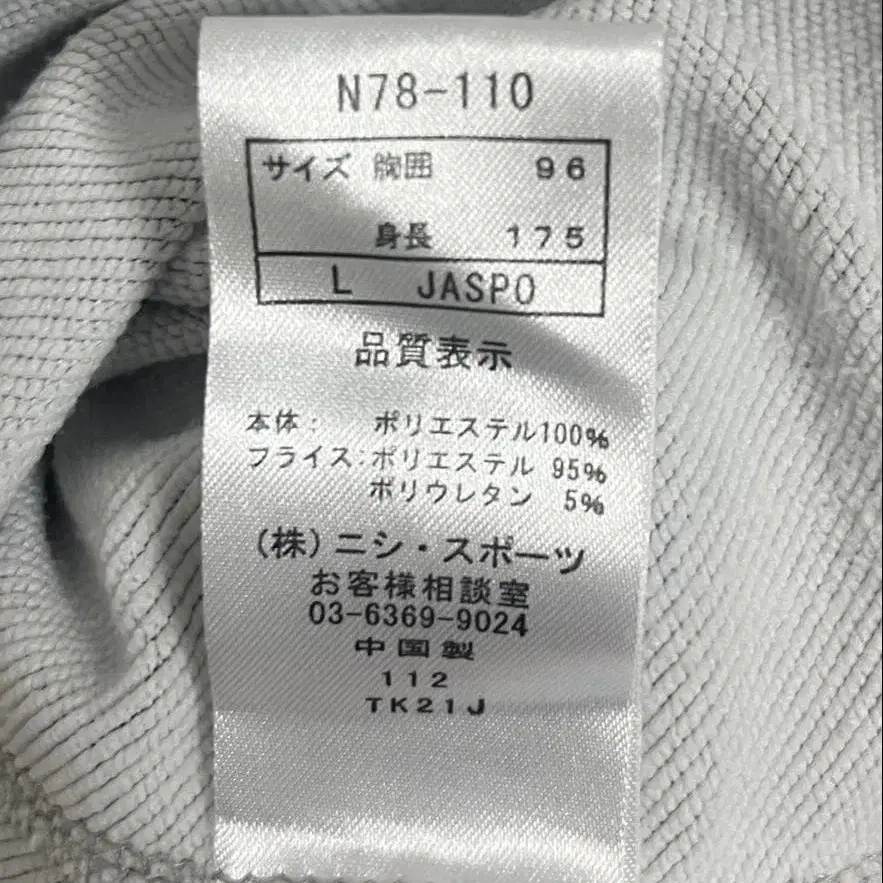 N78-110
サイズ 胸囲 96
身長 175
L JASPO
品質表示
本体: ポリエステル100%
フライス:ポリエステル 95%
ポリウレタン 5%
(株)ニシ・スポーツ
お客様相談室
03-6369-9024
中国製
112
TK21J